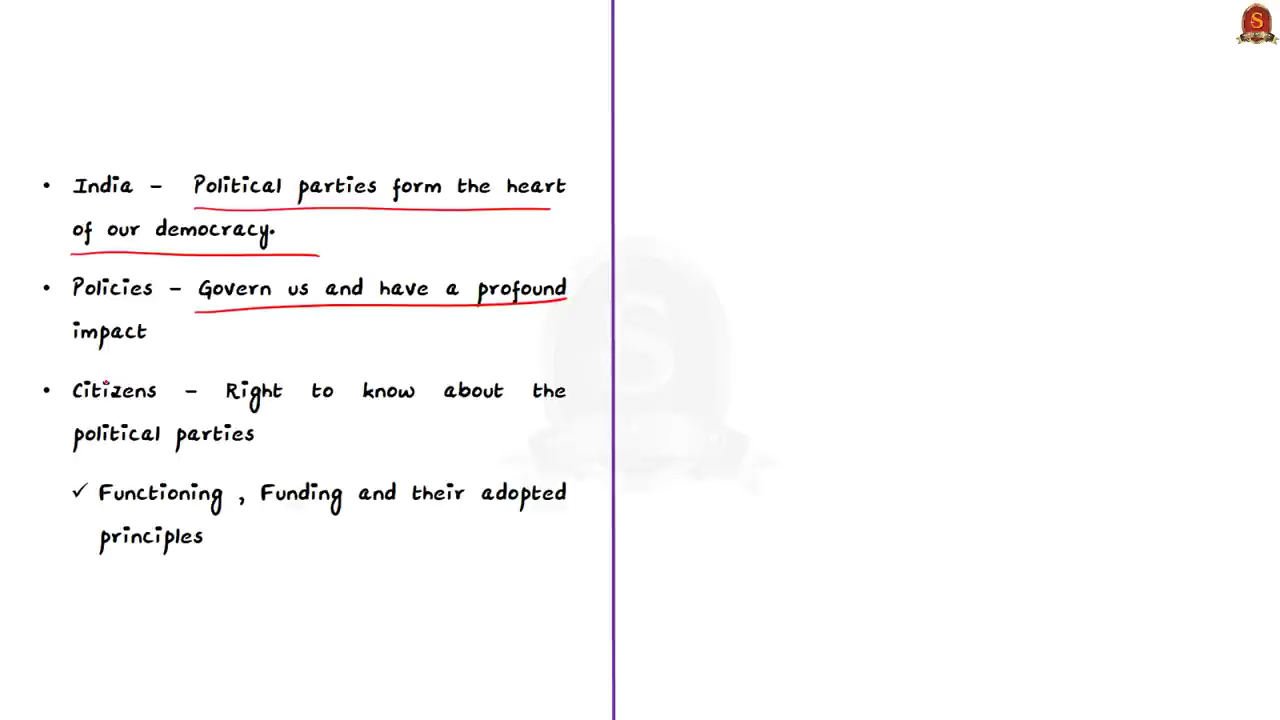 • India - Political parties form the heart
of our democracy.
• Policies - Govern us and have a profound
impact
• Citizens - Right to know about the
political parties
✓ Functioning , Funding and their adopted
principles
S
S